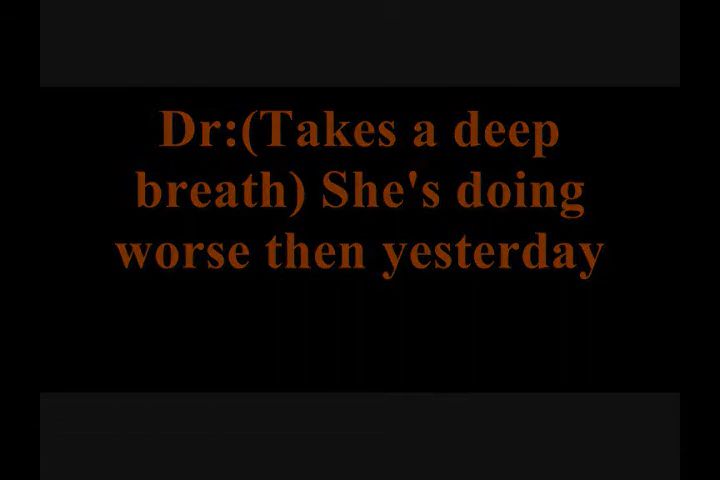 Dr:(Takes a deep
breath) She's doing
worse then yesterday